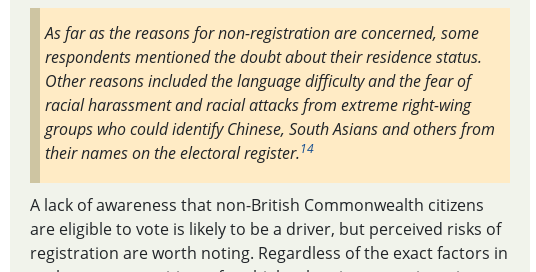 As far as the reasons for non-registration are concerned, some
respondents mentioned the doubt about their residence status.
Other reasons included the language difficulty and the fear of
racial harassment and racial attacks from extreme right-wing
groups who could identify Chinese, South Asians and others from
their names on the electoral register.14
A lack of awareness that non-British Commonwealth citizens
are eligible to vote is likely to be a driver, but perceived risks of
registration are worth noting. Regardless of the exact factors in